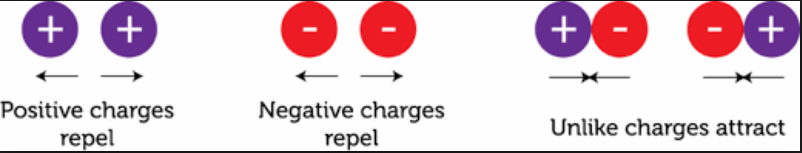 + + - - + - - +
Positive charges
repel
Negative charges
repel
Unlike charges attract